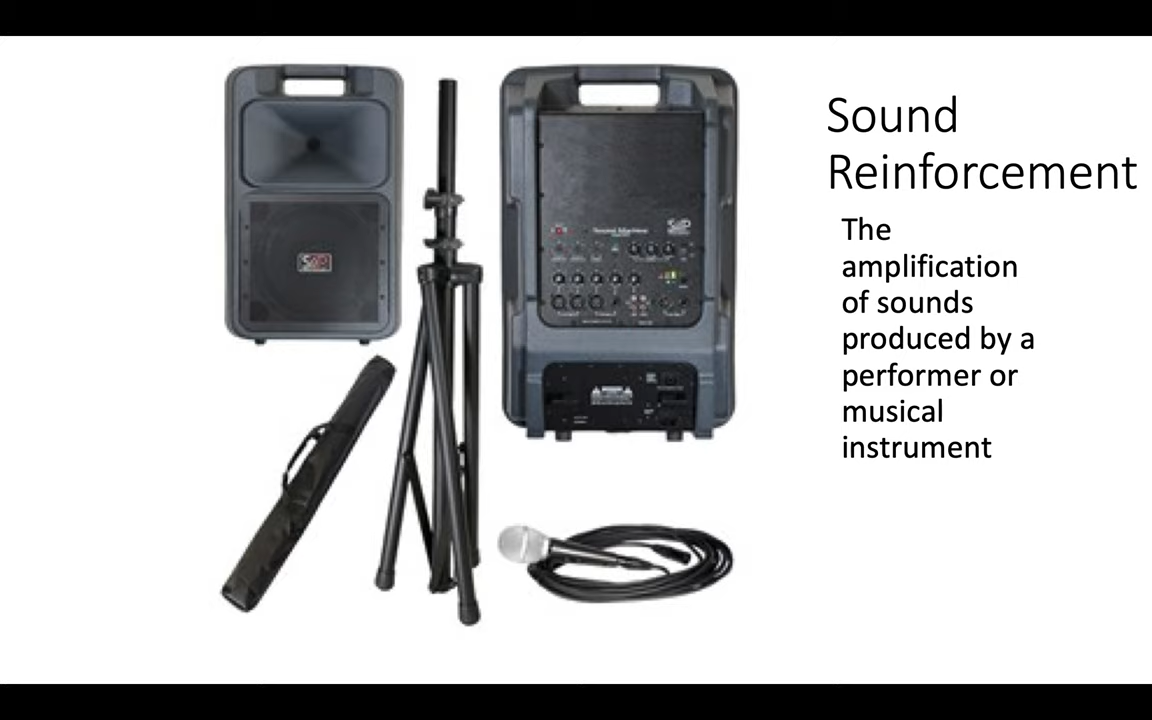 Sound
Reinforcement
The
amplification
of sounds
produced by a
performer or
musical
instrument